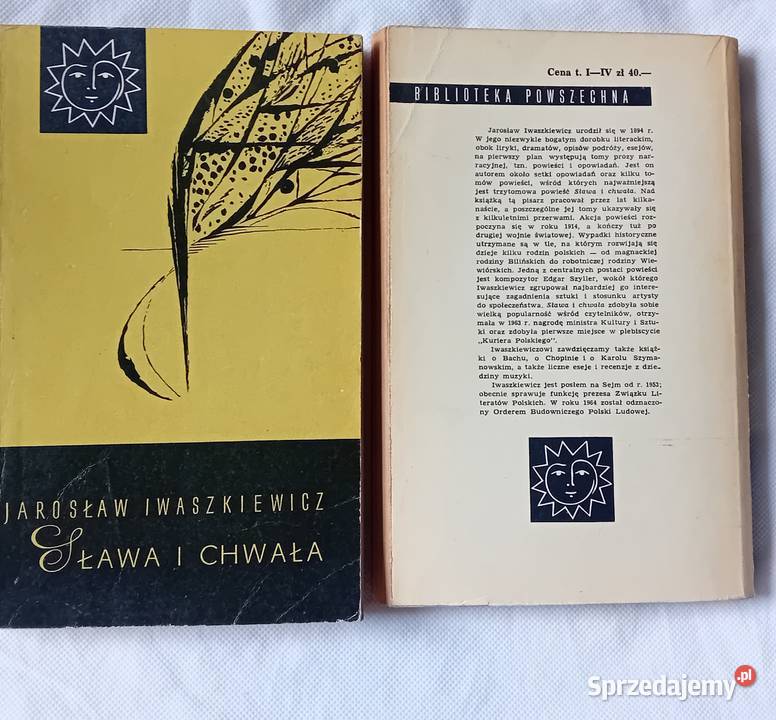 JAROSŁAW IWASZKIEWICZ
SŁAWA I CHWAŁA
Cena t. I—IV zł 40.—
BIBLIOTEKA POWSZECHNA
Jarosław Iwaszkiewicz urodził się w 1894 r.
W jego niezwykle bogatym dorobku literackim,
obok liryki, dramatów, opisów podróży, esejów,
na pierwszy plan występują tomy prozy nar-
racyjnej, tzn. powieści i opowiadań. Jest on
autorem około setki opowiadań oraz kilku to-
mów powieści, wśród których najważniejszą
jest trzytomowa powieść Sława i chwała. Nad
książką tą pisarz pracował przez lat kilka-
naście, a poszczególne jej tomy ukazywały się
z kilkuletnimi przerwami. Akcja powieści roz-
poczyna się w roku 1914, a kończy tuż po
drugiej wojnie światowej. Wypadki historyczne
utrzymane są w tle, na którym rozwijają się
dzieje kilku rodzin polskich — od magnackiej
rodziny Bilińskich do robotniczej rodziny Wie-
wiórskich. Jedną z centralnych postaci powieści
jest kompozytor Edgar Szyller, wokół którego
Iwaszkiewicz zgrupował najbardziej go intere-
sujące zagadnienia sztuki i stosunku artysty
do społeczeństwa. Sława i chwała zdobyła sobie
wielką popularność wśród czytelników, otrzy-
mała w 1963 r. nagrodę ministra Kultury i Sztu-
ki oraz zdobyła pierwsze miejsce w plebiscycie
„Kuriera Polskiego".
Iwaszkiewiczowi zawdzięczamy także książ-
ki o Bachu, o Chopinie i o Karolu Szyma-
nowskim, a także liczne eseje i recenzje z dzie-
dziny muzyki.
Iwaszkiewicz jest posłem na Sejm od r. 1953;
obecnie sprawuje funkcję prezesa Związku Li-
teratów Polskich. W roku 1964 został odznaczo-
ny Orderem Budowniczego Polski Ludowej.
Sprzedajemy.pl